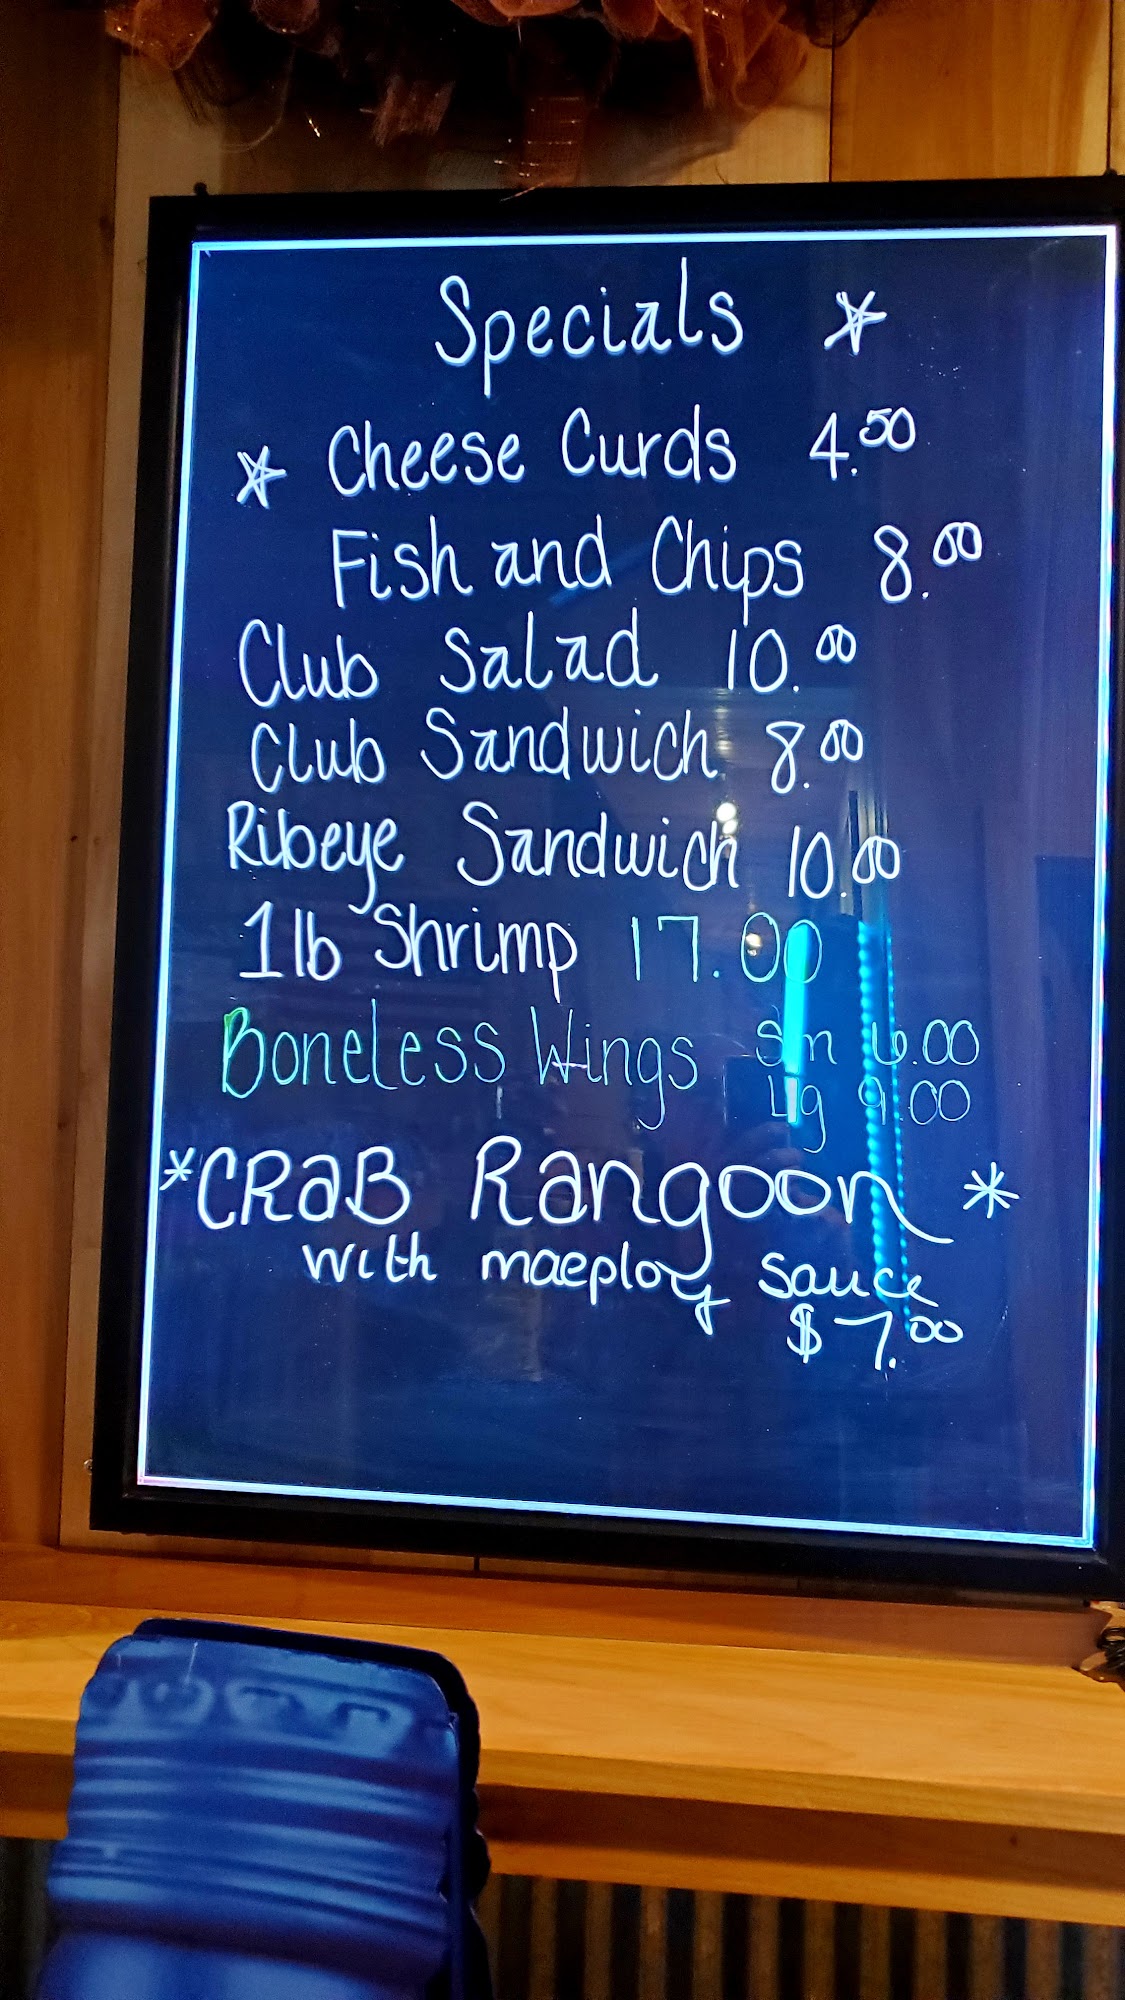 Specials
* Cheese Curds 4.50
Fish and Chips 8.00
Club Salad 10.00
Club Sandwich 8.00
Ribeye Sandwich 10.00
1lb Shrimp 17.00
Boneless Wings Sm 6.00
Lg 9.00
*CRaB Rangoon *
with maeploy sauce
$7.00